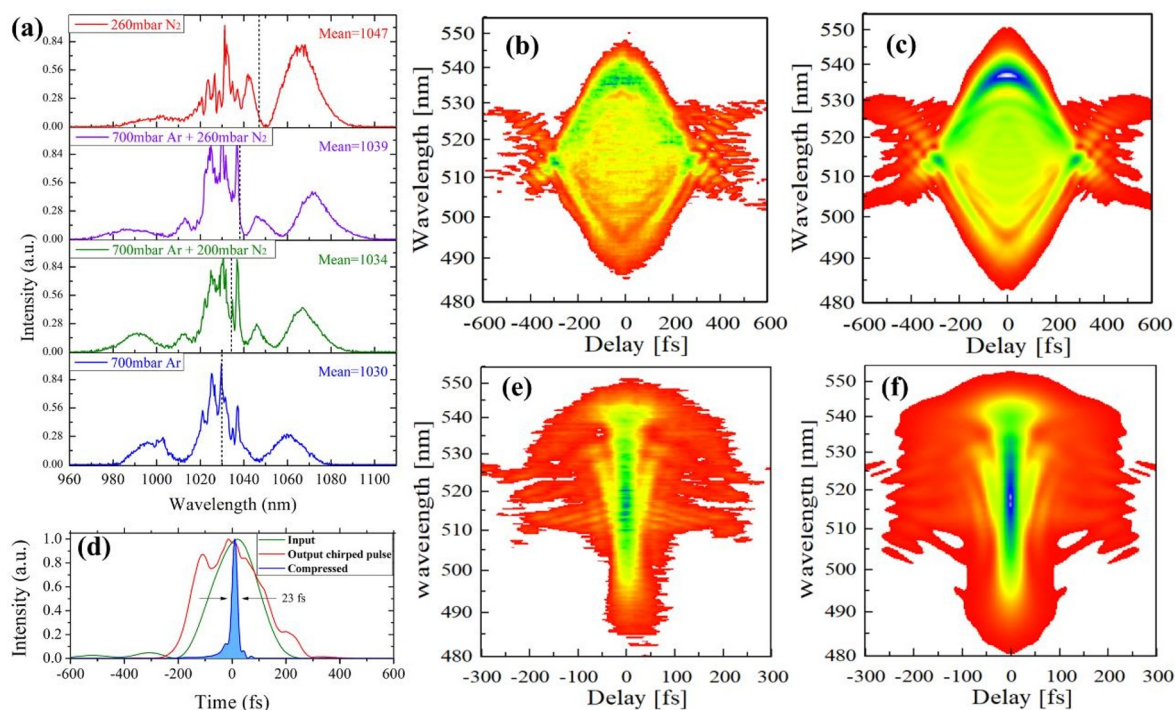 (a)
260mbar N₂
Mean=1047
0.84
0.56
0.28
0.00
700mbar Ar + 260mbar N₂
Mean=1039
0.84
0.56
0.28
0.00
700mbar Ar + 200mbar N₂
Mean=1034
0.84
0.56
0.28
0.00
700mbar Ar
Mean=1030
0.84
0.56
0.28
0.00
Intensity (a.u.)
960 980 1000 1020 1040 1060 1080 1100
Wavelength (nm)
(b)
Wavelength [nm]
550
540
530
520
510
500
490
480
-600 -400 -200 0 200 400 600
Delay [fs]
(c)
Wavelength [nm]
550
540
530
520
510
500
490
480
-600 -400 -200 0 200 400 600
Delay [fs]
(d)
Input
Output chirped pulse
Compressed
23 fs
Intensity (a.u.)
1.0
0.8
0.6
0.4
0.2
0.0
-600 -400 -200 0 200 400 600
Time (fs)
(e)
wavelength [nm]
550
540
530
520
510
500
490
480
-300 -200 -100 0 100 200 300
Delay [fs]
(f)
wavelength [nm]
550
540
530
520
510
500
490
480
-300 -200 -100 0 100 200 300
Delay [fs]